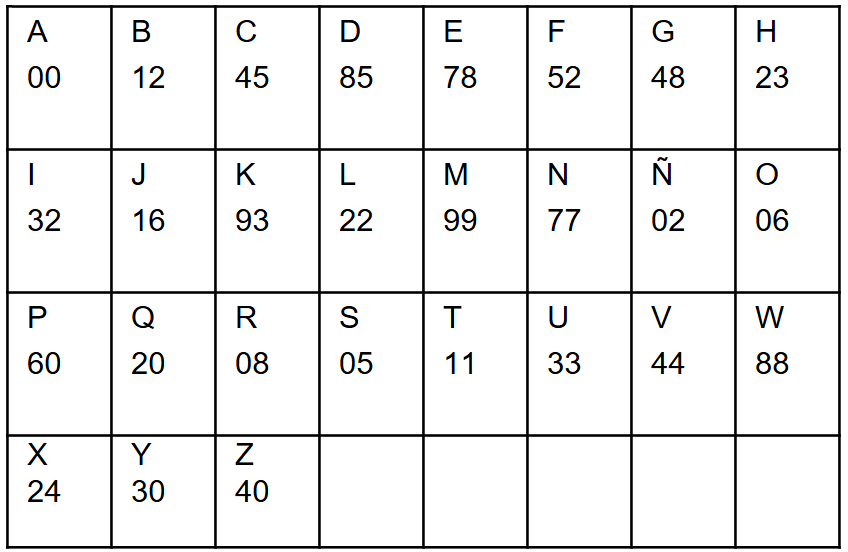 A B C D E F G H
00 12 45 85 78 52 48 23
I J K L M N Ñ O
32 16 93 22 99 77 02 06
P Q R S T U V W
60 20 08 05 11 33 44 88
X Y Z
24 30 40